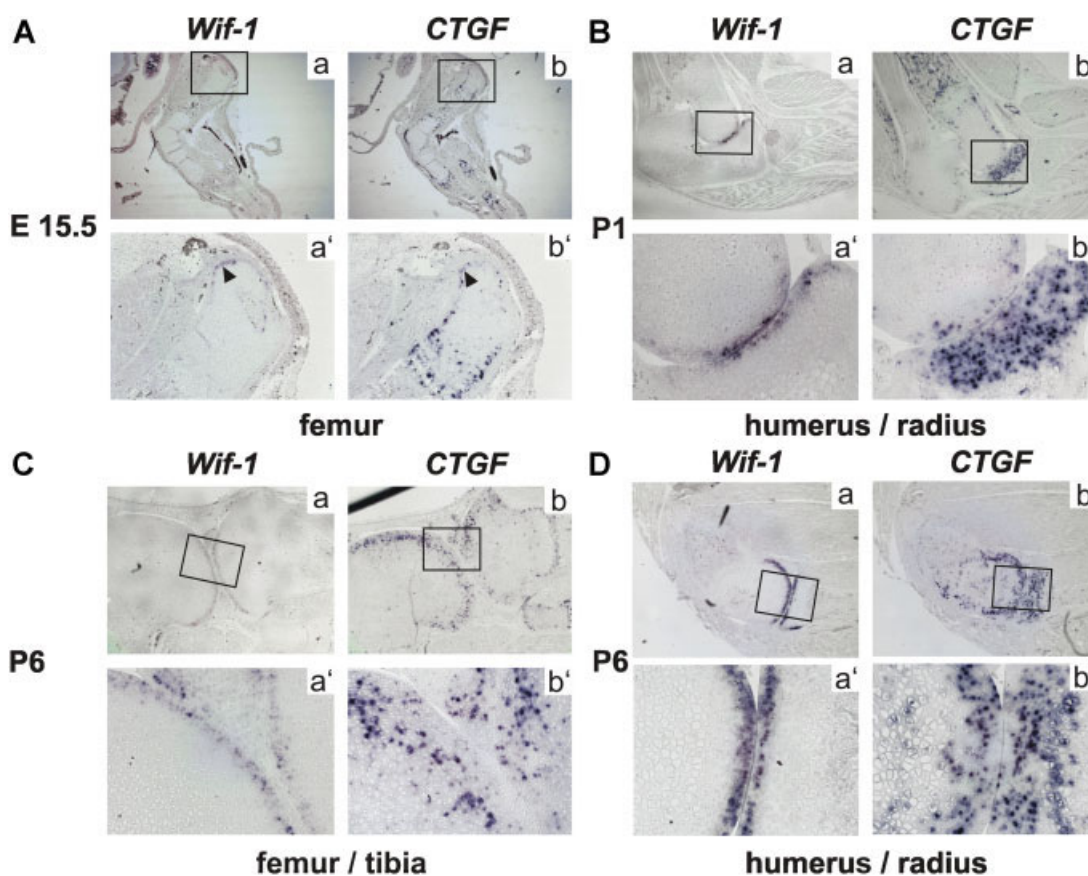 A Wif-1 CTGF
a b
E 15.5
a' b'
femur
B Wif-1 CTGF
a b
P1
a' b
humerus / radius
C Wif-1 CTGF
a b
P6
a' b'
femur / tibia
D Wif-1 CTGF
a b
P6
a' b
humerus / radius